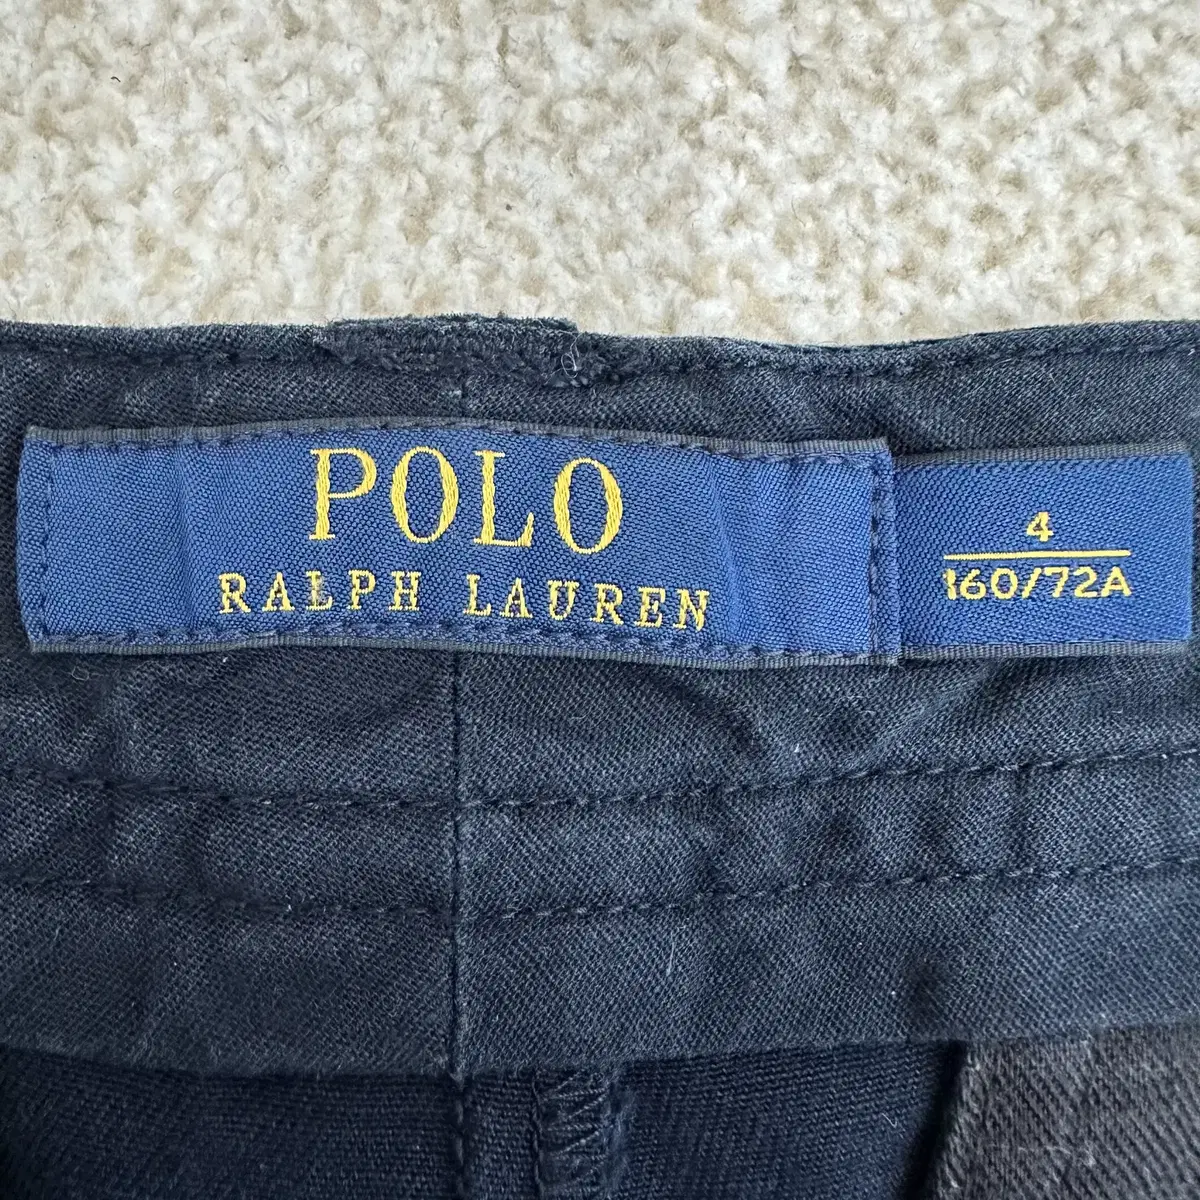 POLO
RALPH LAUREN
4
160/72A